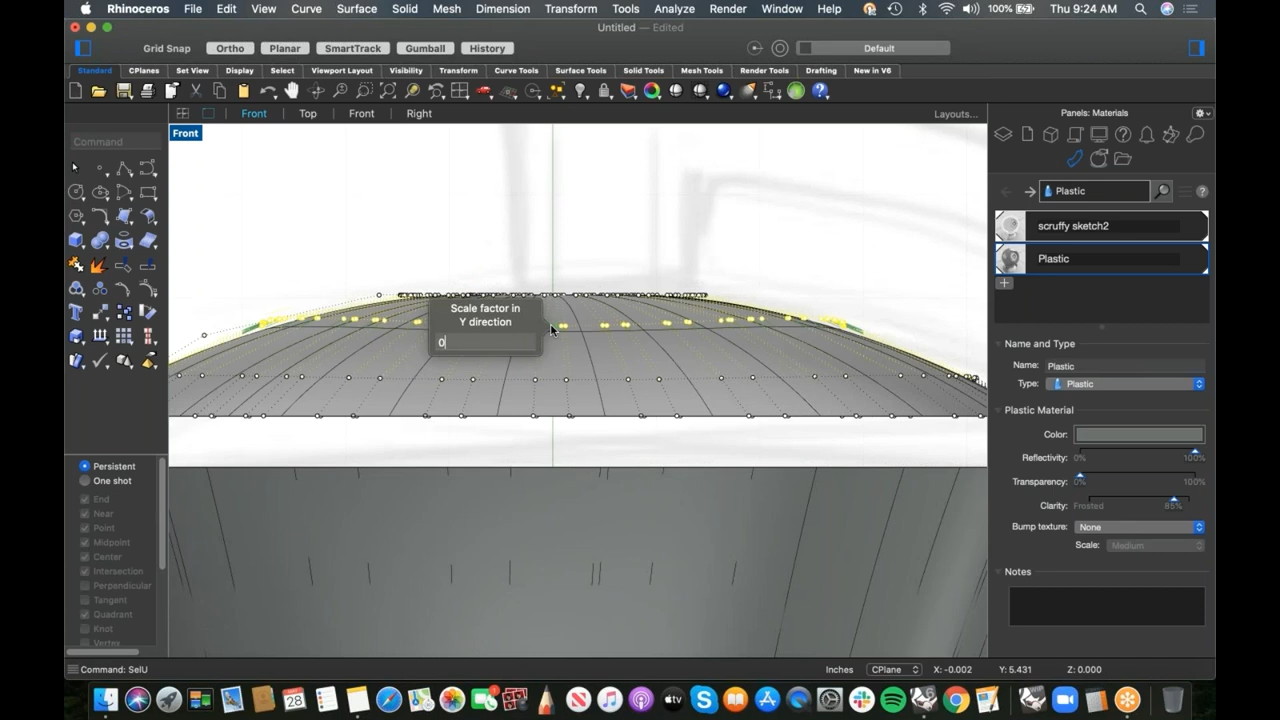 Rhinoceros File Edit View Curve Surface Solid Mesh Dimension Transform Tools Analyze Render Window Help 100% Thu 9:24 AM
Untitled — Edited
Grid Snap Ortho Planar SmartTrack Gumball History Default
Standard CPlanes Set View Display Select Viewport Layout Visibility Transform Curve Tools Surface Tools Solid Tools Mesh Tools Render Tools Drafting New in V6
Front Top Front Right Layouts...
Panels: Materials
Front
Command
Plastic
scruffy sketch2
Plastic
Scale factor in
Y direction
0
Name and Type
Name: Plastic
Type: Plastic
Plastic Material
Color:
Reflectivity: 0% 100%
Transparency: 0% 100%
Clarity: Frosted 85%
Bump texture: None
Scale: Medium
Notes
Persistent
One shot
End
Near
Point
Midpoint
Center
Intersection
Perpendicular
Tangent
Quadrant
Knot
Vertex
Command: SelU
Inches CPlane X: -0.002 Y: 5.431 Z: 0.000
28
1
tv